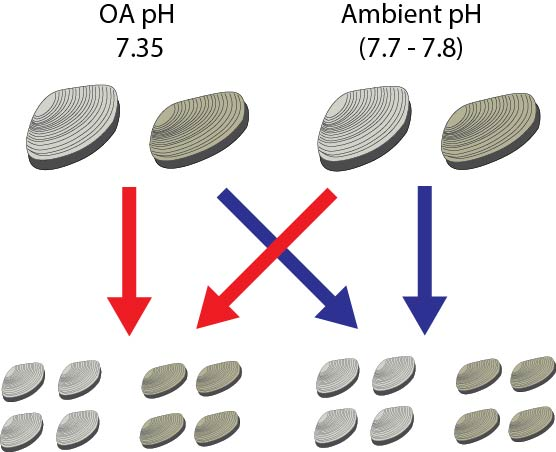 OA pH
7.35
Ambient pH
(7.7 - 7.8)